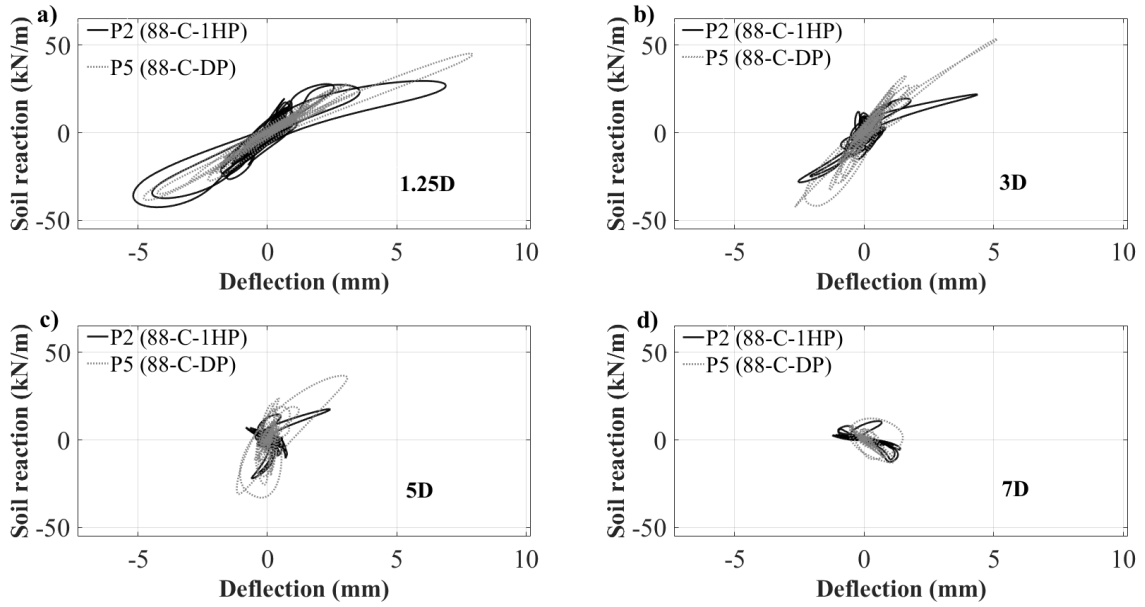 a)
P2 (88-C-1HP)
P5 (88-C-DP)
Soil reaction (kN/m)
50
0
-50
1.25D
-5
0
5
10
Deflection (mm)
b)
P2 (88-C-1HP)
P5 (88-C-DP)
Soil reaction (kN/m)
50
0
-50
3D
-5
0
5
10
Deflection (mm)
c)
P2 (88-C-1HP)
P5 (88-C-DP)
Soil reaction (kN/m)
50
0
-50
5D
-5
0
5
10
Deflection (mm)
d)
P2 (88-C-1HP)
P5 (88-C-DP)
Soil reaction (kN/m)
50
0
-50
7D
-5
0
5
10
Deflection (mm)